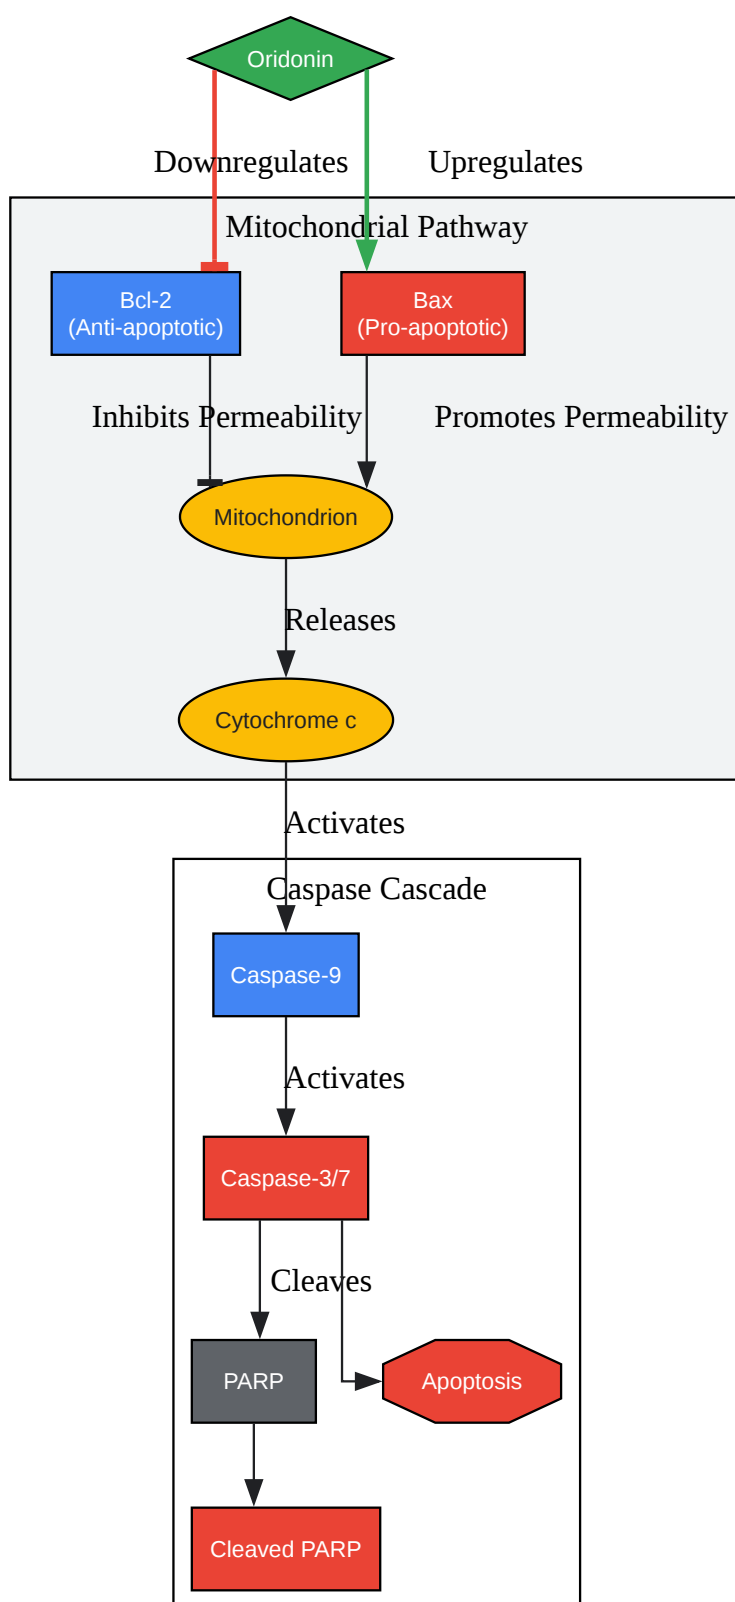 Oridonin
Downregulates
Upregulates
Mitochondrial Pathway
Bcl-2
(Anti-apoptotic)
Bax
(Pro-apoptotic)
Inhibits Permeability
Promotes Permeability
Mitochondrion
Releases
Cytochrome c
Activates
Caspase Cascade
Caspase-9
Activates
Caspase-3/7
Cleaves
PARP
Apoptosis
Cleaved PARP